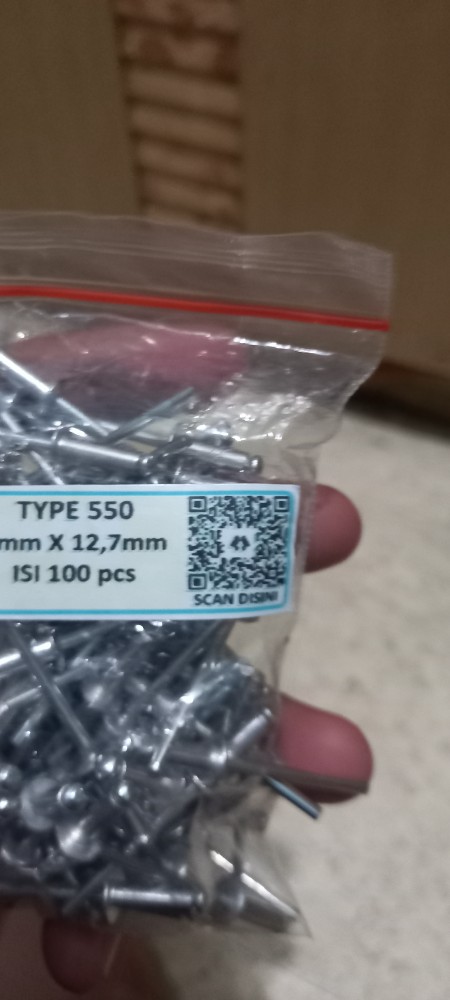 TYPE 550
mm X 12,7mm
ISI 100 pcs
SCAN DISINI